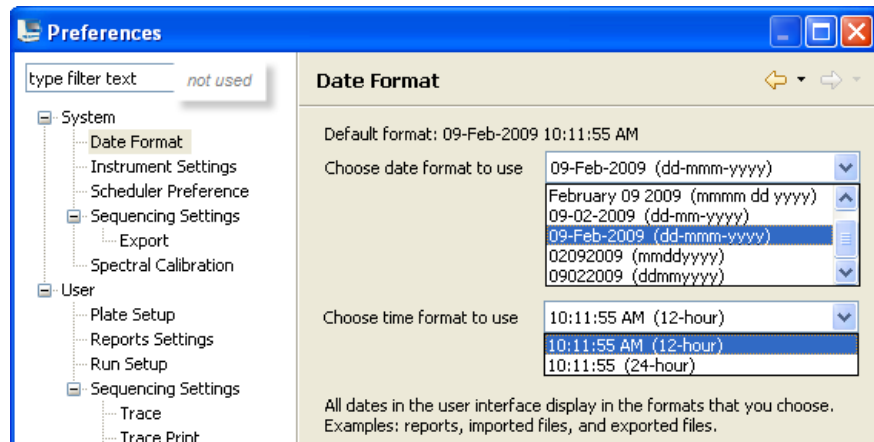 Preferences
type filter text
not used
System
Date Format
Instrument Settings
Scheduler Preference
Sequencing Settings
Export
Spectral Calibration
User
Plate Setup
Reports Settings
Run Setup
Sequencing Settings
Trace
Trace Print
Date Format
Default format: 09-Feb-2009 10:11:55 AM
Choose date format to use
09-Feb-2009 (dd-mmm-yyyy)
February 09 2009 (mmmm dd yyyy)
09-02-2009 (dd-mm-yyyy)
09-Feb-2009 (dd-mmm-yyyy)
02092009 (mmddyyyy)
09022009 (ddmmyyyy)
Choose time format to use
10:11:55 AM (12-hour)
10:11:55 AM (12-hour)
10:11:55 (24-hour)
All dates in the user interface display in the formats that you choose.
Examples: reports, imported files, and exported files.